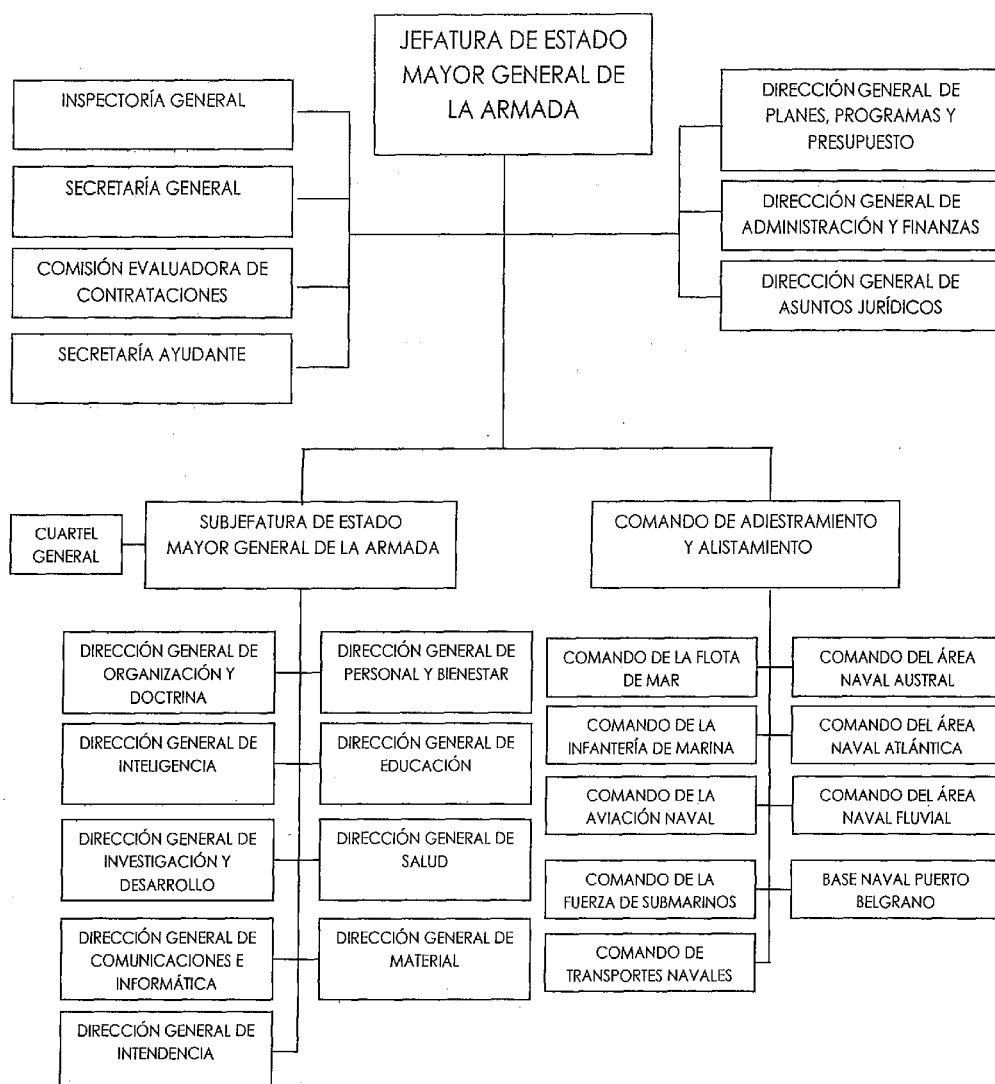 JEFATURA DE ESTADO
MAYOR GENERAL DE
LA ARMADA
INSPECTORÍA GENERAL
SECRETARÍA GENERAL
COMISIÓN EVALUADORA DE
CONTRATACIONES
SECRETARÍA AYUDANTE
DIRECCIÓN GENERAL DE
PLANES, PROGRAMAS Y
PRESUPUESTO
DIRECCIÓN GENERAL DE
ADMINISTRACIÓN Y FINANZAS
DIRECCIÓN GENERAL DE
ASUNTOS JURÍDICOS
CUARTEL
GENERAL
SUBJEFATURA DE ESTADO
MAYOR GENERAL DE LA ARMADA
COMANDO DE ADIESTRAMIENTO
Y ALISTAMIENTO
DIRECCIÓN GENERAL DE
ORGANIZACIÓN Y
DOCTRINA
DIRECCIÓN GENERAL DE
PERSONAL Y BIENESTAR
DIRECCIÓN GENERAL DE
INTELIGENCIA
DIRECCIÓN GENERAL DE
EDUCACIÓN
DIRECCIÓN GENERAL DE
INVESTIGACIÓN Y
DESARROLLO
DIRECCIÓN GENERAL DE
SALUD
DIRECCIÓN GENERAL DE
COMUNICACIONES E
INFORMÁTICA
DIRECCIÓN GENERAL DE
MATERIAL
DIRECCIÓN GENERAL DE
INTENDENCIA
COMANDO DE LA FLOTA
DE MAR
COMANDO DEL ÁREA
NAVAL AUSTRAL
COMANDO DE LA
INFANTERÍA DE MARINA
COMANDO DEL ÁREA
NAVAL ATLÁNTICA
COMANDO DE LA
AVIACIÓN NAVAL
COMANDO DEL ÁREA
NAVAL FLUVIAL
COMANDO DE LA
FUERZA DE SUBMARINOS
BASE NAVAL PUERTO
BELGRANO
COMANDO DE
TRANSPORTES NAVALES